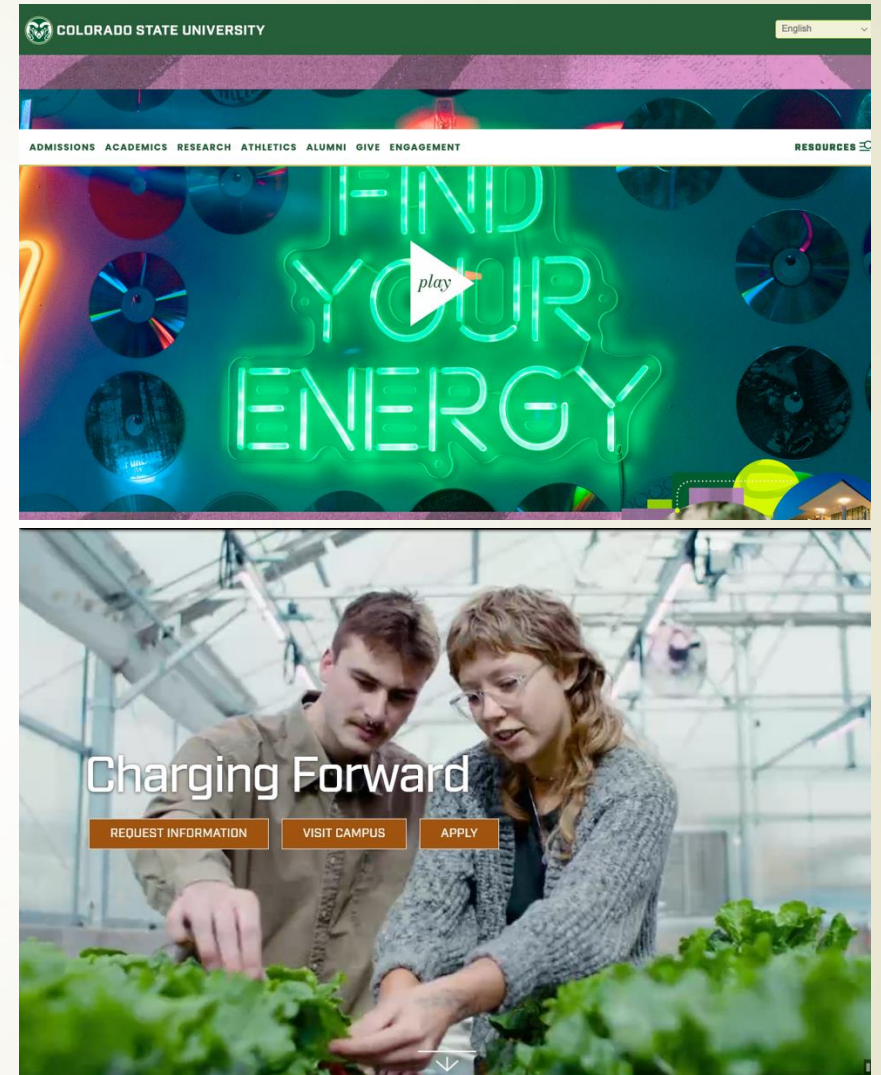 COLORADO STATE UNIVERSITY
English
ADMISSIONS ACADEMICS RESEARCH ATHLETICS ALUMNI GIVE ENGAGEMENT
RESOURCES
FIND
YOUR
play
ENERGY
Charging Forward
REQUEST INFORMATION
VISIT CAMPUS
APPLY